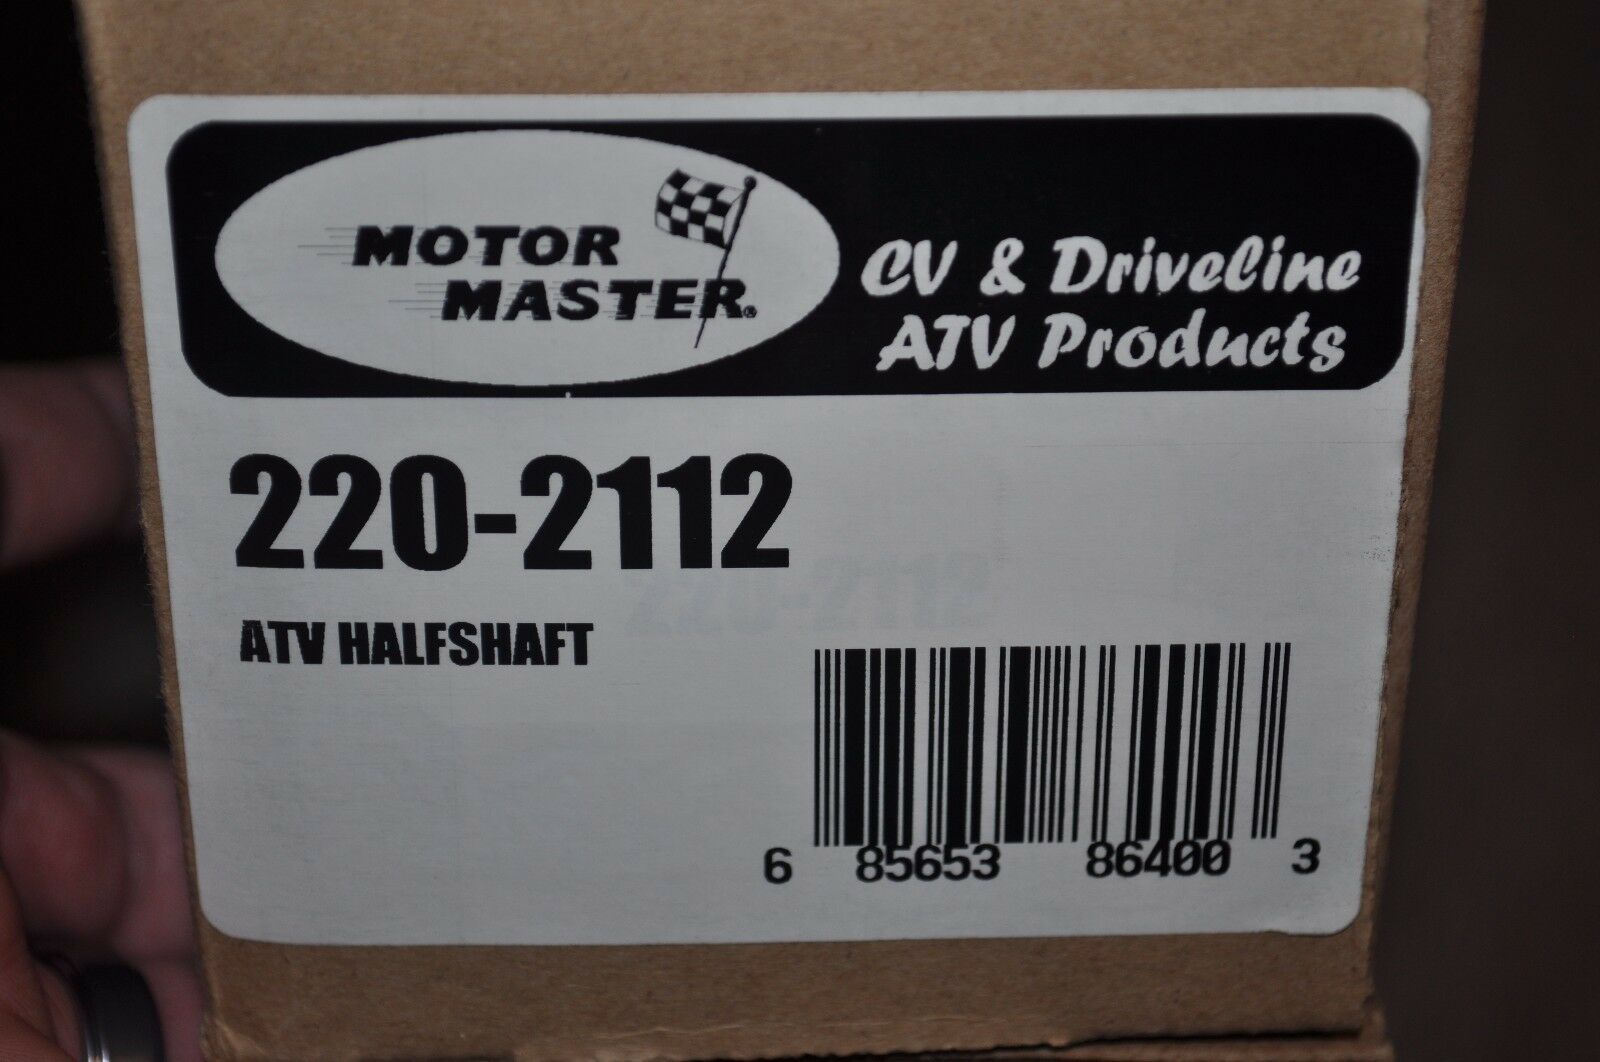 MOTOR
MASTER®
CV & Driveline
ATV Products
220-2112
ATV HALFSHAFT
6 85653 86400 3